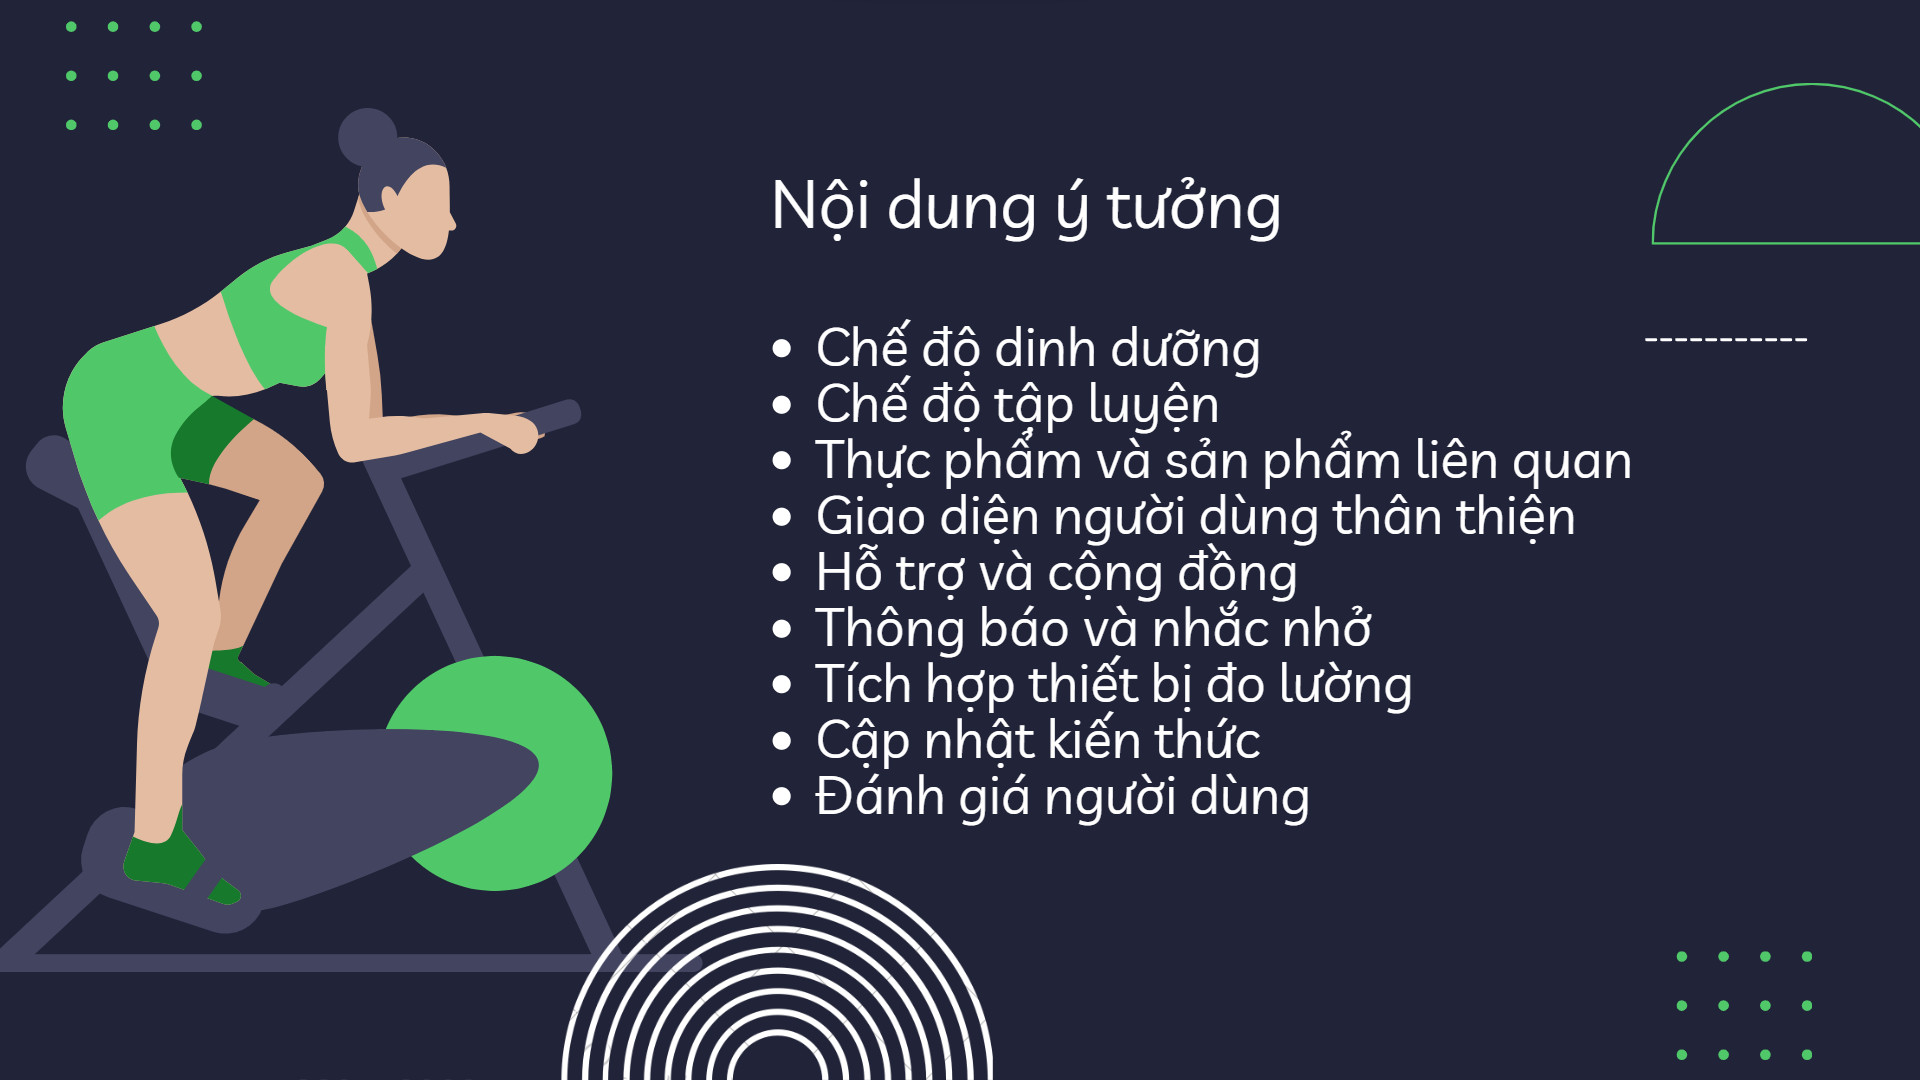 Nội dung ý tưởng
Chế độ dinh dưỡng
Chế độ tập luyện
Thực phẩm và sản phẩm liên quan
Giao diện người dùng thân thiện
Hỗ trợ và cộng đồng
Thông báo và nhắc nhở
Tích hợp thiết bị đo lường
Cập nhật kiến thức
Đánh giá người dùng